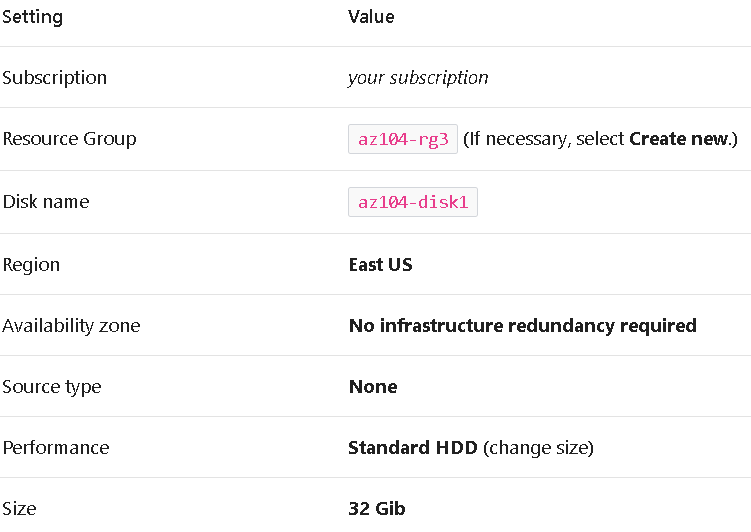 Setting Value
Subscription your subscription
Resource Group az104-rg3 (If necessary, select Create new.)
Disk name az104-disk1
Region East US
Availability zone No infrastructure redundancy required
Source type None
Performance Standard HDD (change size)
Size 32 Gib